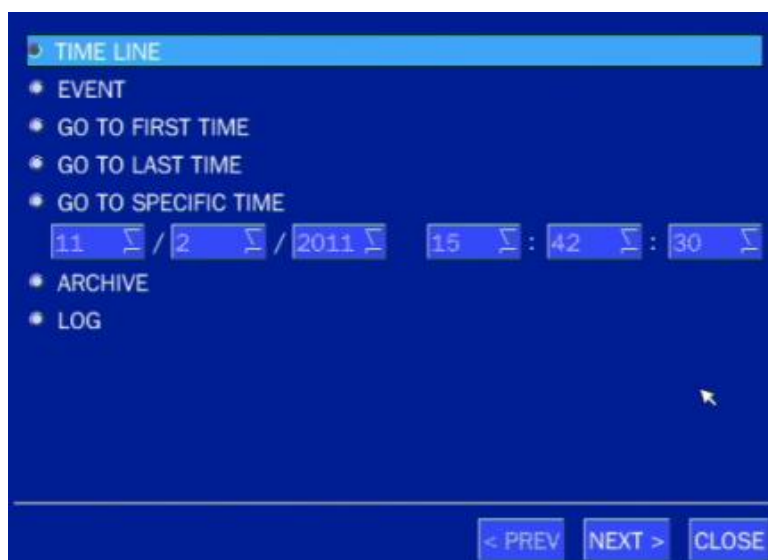 TIME LINE
EVENT
GO TO FIRST TIME
GO TO LAST TIME
GO TO SPECIFIC TIME
11 / 2 / 2011 15 : 42 : 30
ARCHIVE
LOG
< PREV NEXT > CLOSE